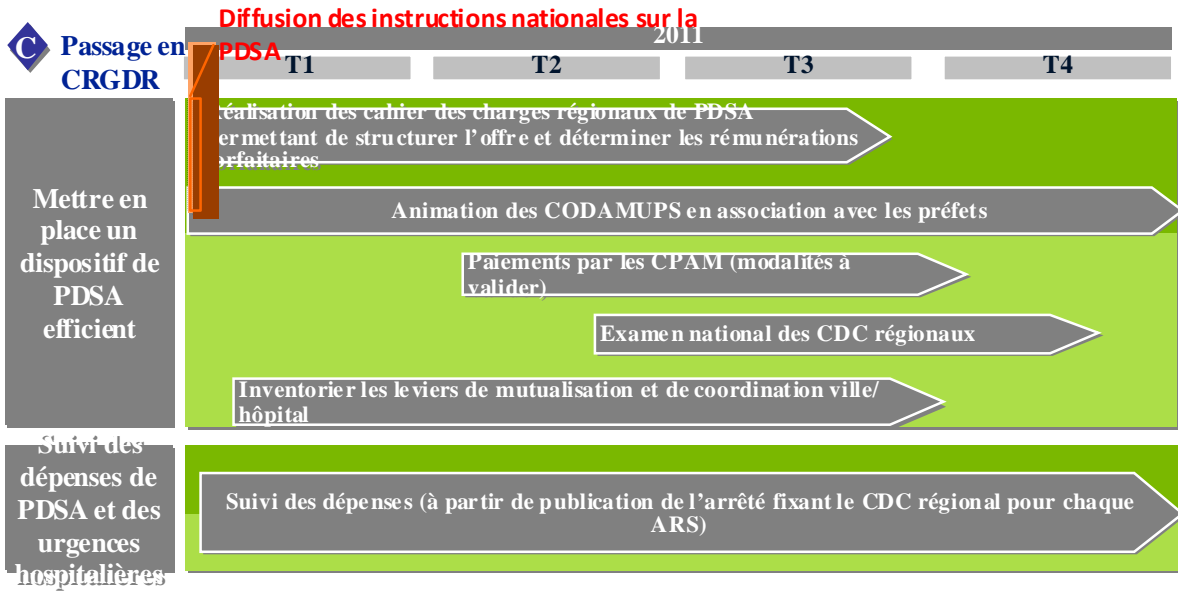 Diffusion des instructions nationales sur la
PDSA
C
Passage en
CRGDR
2011
T1 T2 T3 T4
Mettre en
place un
dispositif de
PDSA
efficient
éalisation des cahier des charges régionaux de PDSA
ermettant de structurer l’offre et déterminer les rémunérations
orfaitaires
Animation des CODAMUPS en association avec les préfets
Paiements par les CPAM (modalités à
valider)
Examen national des CDC régionaux
Inventorier les leviers de mutualisation et de coordination ville/
hôpital
Suivi des
dépenses de
PDSA et des
urgences
hospitalières
Suivi des dépenses (à partir de publication de l’arrêté fixant le CDC régional pour chaque
ARS)